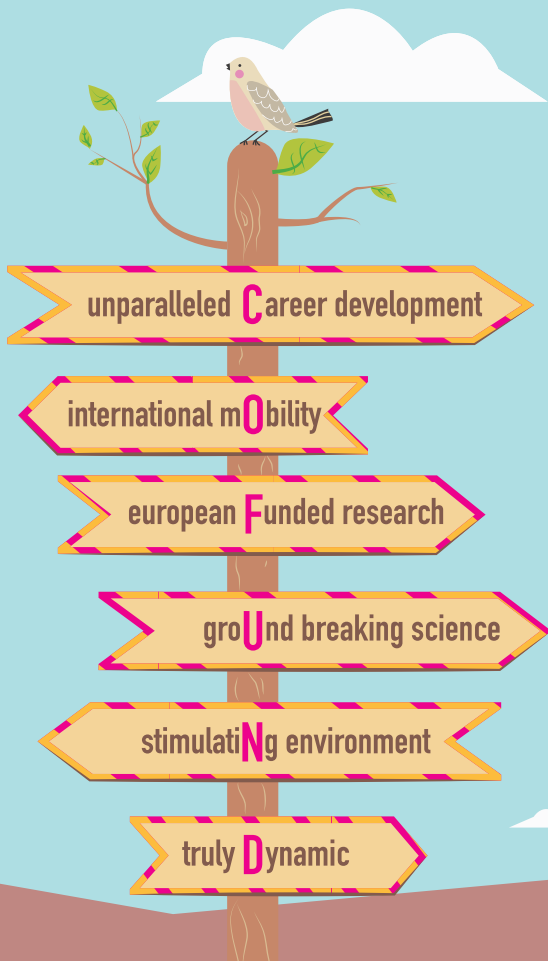 unparalleled Career development
international mObility
european Funded research
groUnd breaking science
stimulatiNg environment
truly Dynamic